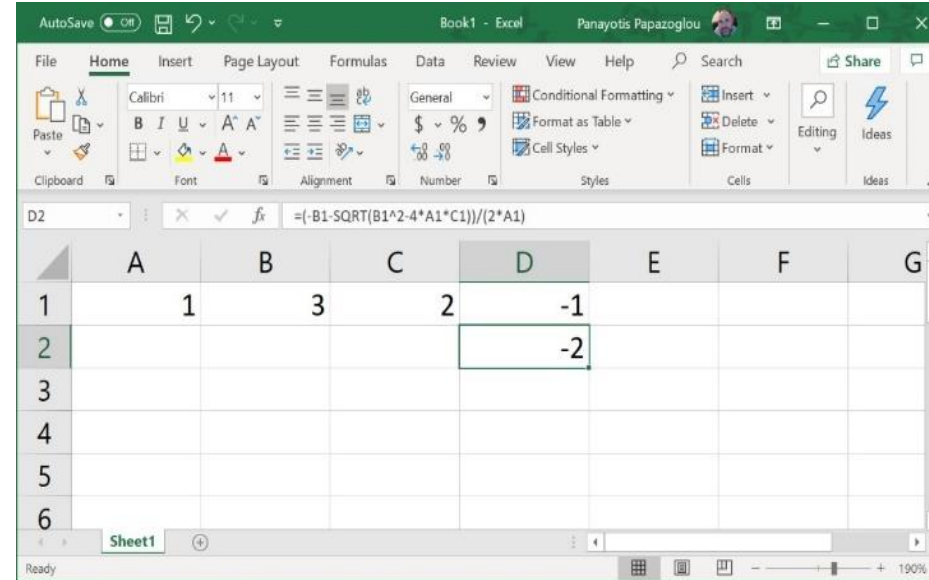 AutoSave Off Book1 - Excel Panayotis Papazoglou
File Home Insert Page Layout Formulas Data Review View Help Search Share
Calibri 11 General Conditional Formatting Insert
Paste B I U A A $ % 9 Format as Table Delete Editing Ideas
A Cell Styles Format
Clipboard Font Alignment Number Styles Cells Ideas
D2 fx =(-B1-SQRT(B1^2-4*A1*C1))/(2*A1)
A B C D E F G
1 1 3 2 -1
2 -2
3
4
5
6
Sheet1
Ready 190%